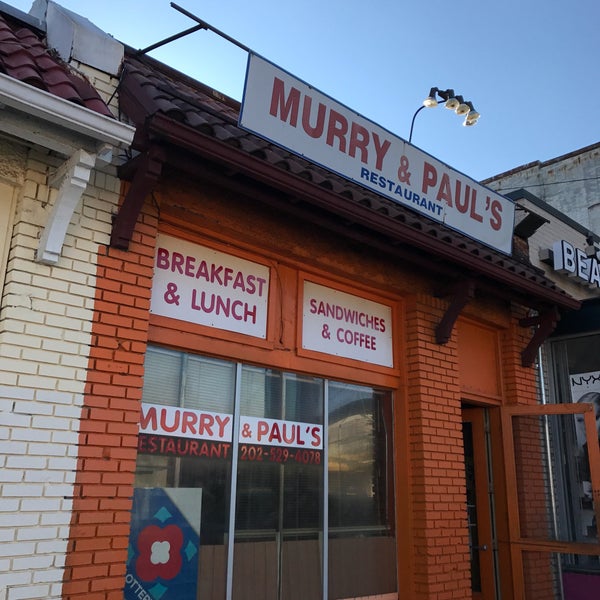 MURRY & PAUL'S
RESTAURANT
BREAKFAST
& LUNCH
SANDWICHES
& COFFEE
MURRY & PAUL'S
RESTAURANT 202-529-4078
BEA
NYX